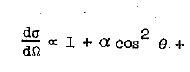 dσ/dΩ ∝ 1 + α cos² θ. +